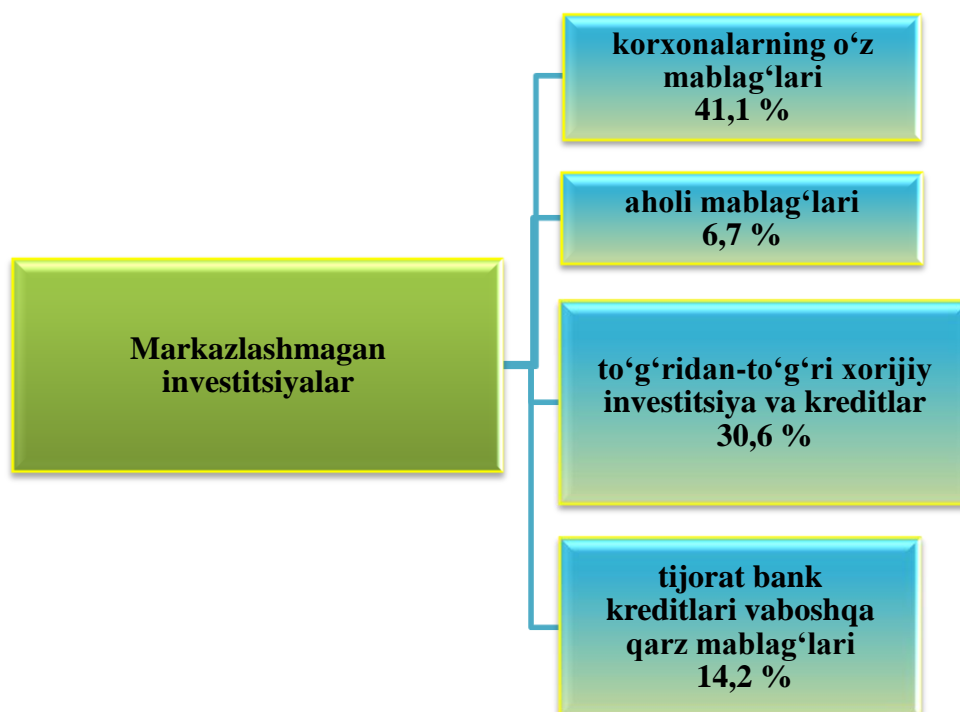 korxonalarning o‘z
mablag‘lari
41,1 %
aholi mablag‘lari
6,7 %
Markazlashmagan
investitsiyalar
to‘g‘ridan-to‘g‘ri xorijiy
investitsiya va kreditlar
30,6 %
tijorat bank
kreditlari vaboshqa
qarz mablag‘lari
14,2 %